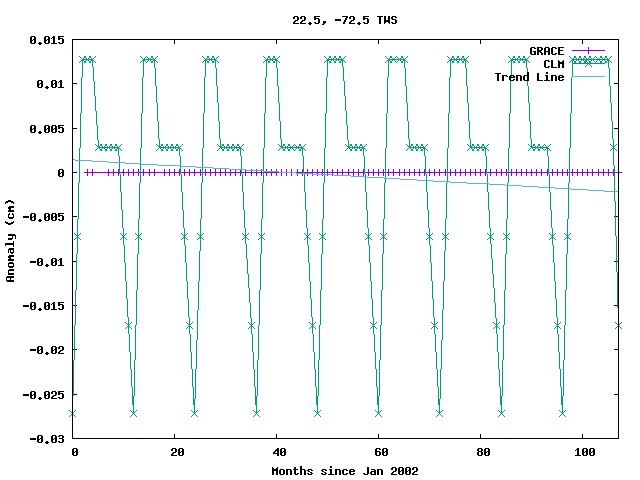 22.5, -72.5 TWS
GRACE
CLM
Trend Line
0.015
0.01
0.005
0
-0.005
-0.01
-0.015
-0.02
-0.025
-0.03
Anomaly (cm)
0 20 40 60 80 100
Months since Jan 2002